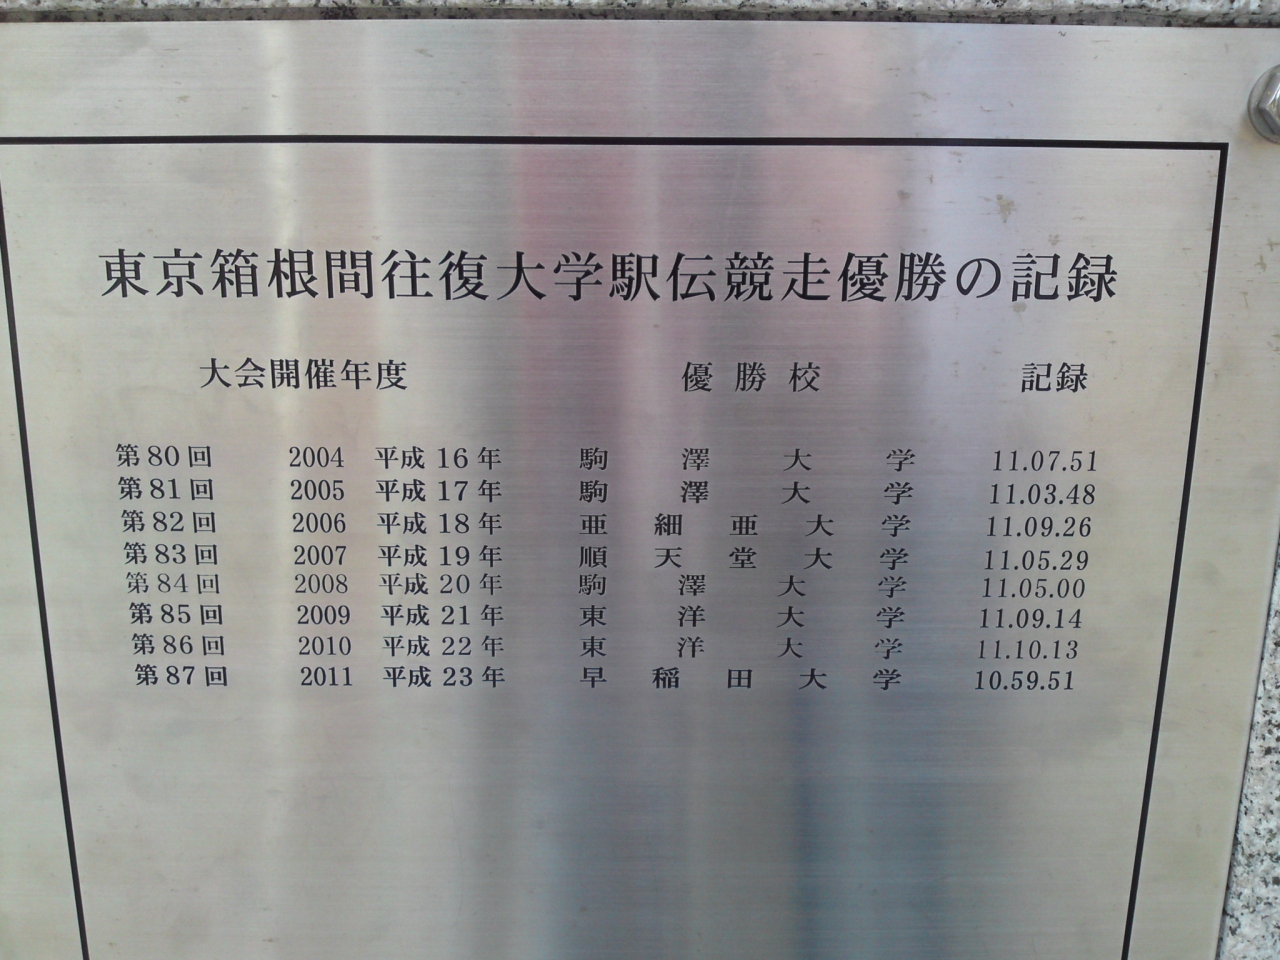 東京箱根間往復大学駅伝競走優勝の記録
大会開催年度 優勝校 記録
第80回 2004 平成16年 駒澤大学 11.07.51
第81回 2005 平成17年 駒澤大学 11.03.48
第82回 2006 平成18年 亜細亜大学 11.09.26
第83回 2007 平成19年 順天堂大学 11.05.29
第84回 2008 平成20年 駒澤大学 11.05.00
第85回 2009 平成21年 東洋大学 11.09.14
第86回 2010 平成22年 東洋大学 11.10.13
第87回 2011 平成23年 早稲田大学 10.59.51